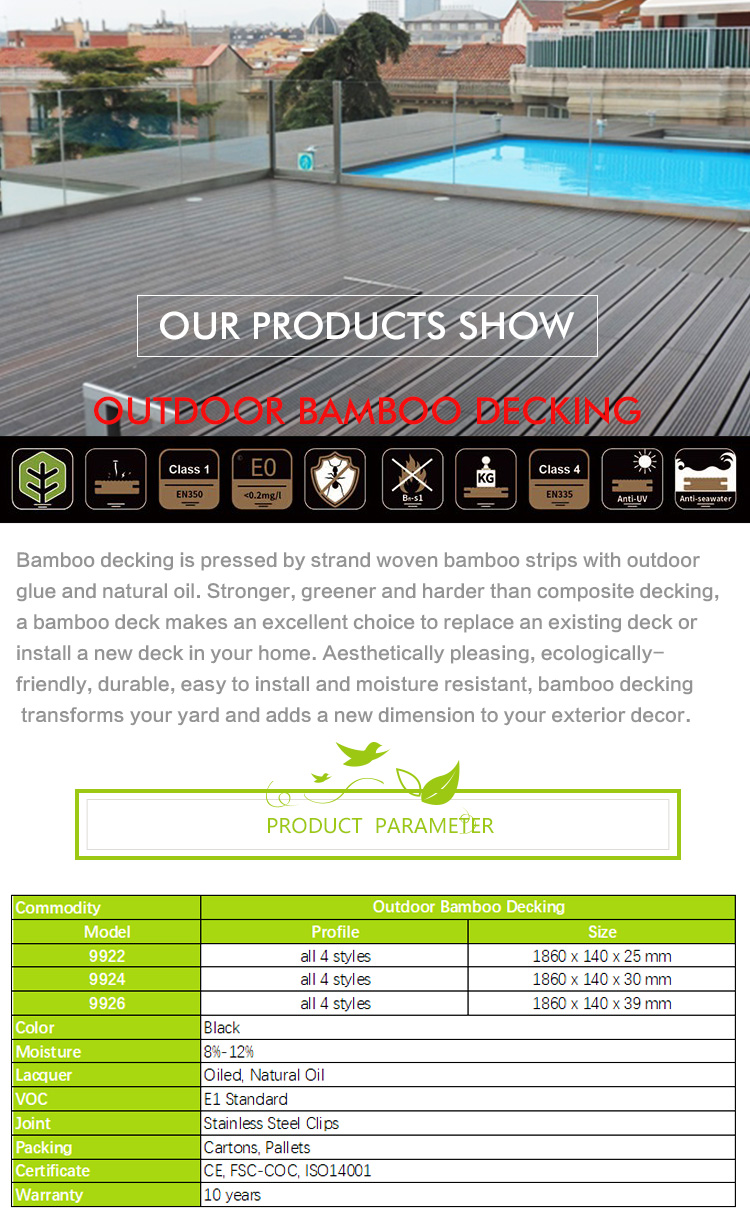 OUR PRODUCTS SHOW
OUTDOOR BAMBOO DECKING
Class 1
EN350
©
E0
<0.2mg/l
Bfl-s1
KG
Class 4
EN335
Anti-UV
Anti-seawater
Bamboo decking is pressed by strand woven bamboo strips with outdoor
glue and natural oil. Stronger, greener and harder than composite decking,
a bamboo deck makes an excellent choice to replace an existing deck or
install a new deck in your home. Aesthetically pleasing, ecologically-
friendly, durable, easy to install and moisture resistant, bamboo decking
transforms your yard and adds a new dimension to your exterior decor.
PRODUCT PARAMETER
Commodity Outdoor Bamboo Decking
Model Profile Size
9922 all 4 styles 1860 x 140 x 25 mm
9924 all 4 styles 1860 x 140 x 30 mm
9926 all 4 styles 1860 x 140 x 39 mm
Color Black
Moisture 8%-12%
Lacquer Oiled, Natural Oil
VOC E1 Standard
Joint Stainless Steel Clips
Packing Cartons, Pallets
Certificate CE, FSC-COC, ISO14001
Warranty 10 years